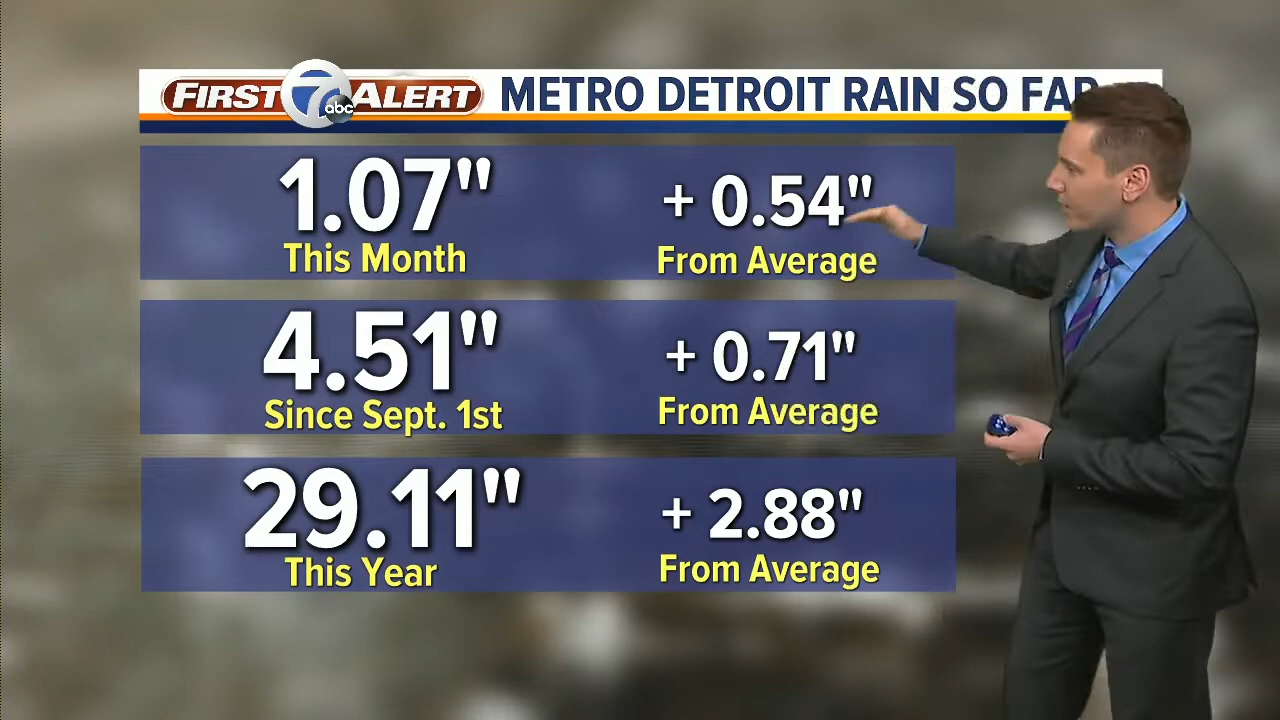 FIRST 7 abc ALERT METRO DETROIT RAIN SO FAR
1.07" + 0.54"
This Month From Average
4.51" + 0.71"
Since Sept. 1st From Average
29.11" + 2.88"
This Year From Average